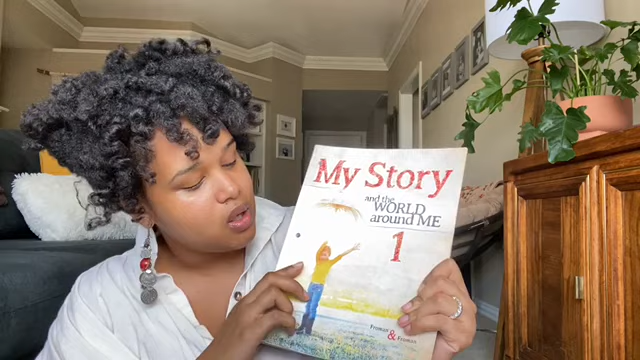 My Story
and the
WORLD
around ME
1
Froman
& Froman